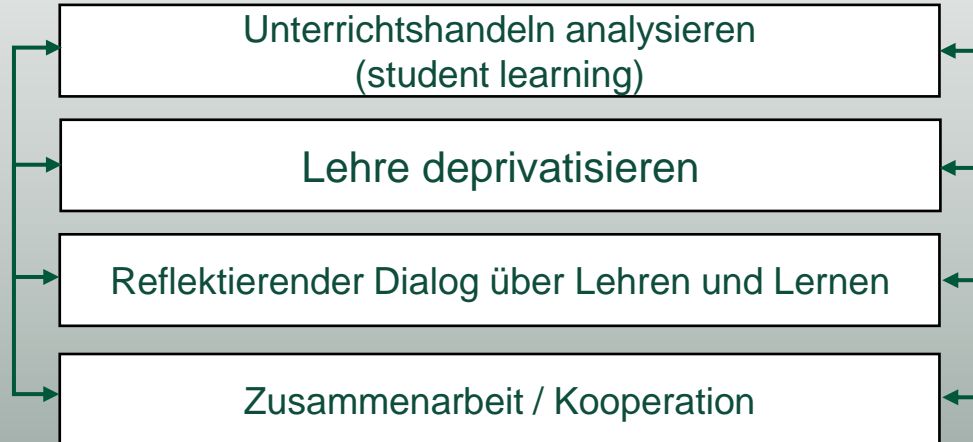 Unterrichtshandeln analysieren
(student learning)
Lehre deprivatisieren
Reflektierender Dialog über Lehren und Lernen
Zusammenarbeit / Kooperation